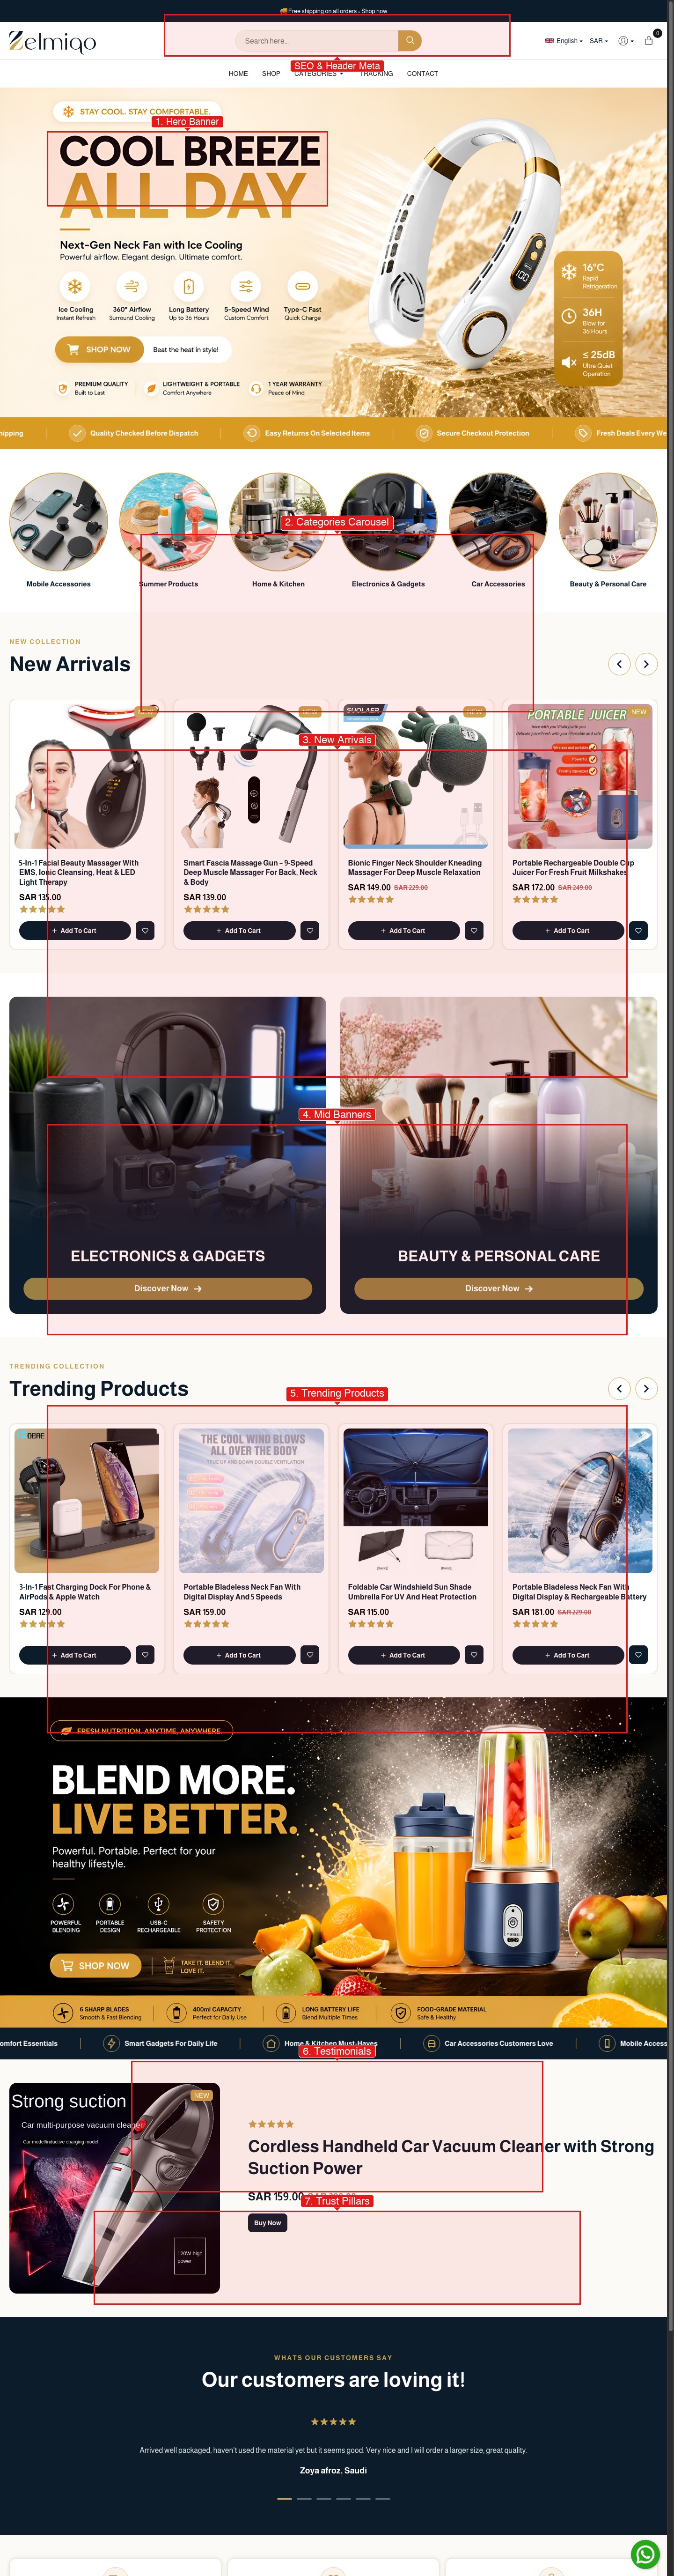 Free shipping on all orders - Shop now
Zelmiqo
Search here...
English
SAR
0
SEO & Header Meta
HOME
SHOP
CATEGORIES
TRACKING
CONTACT
STAY COOL. STAY COMFORTABLE.
1. Hero Banner
COOL BREEZE
ALL DAY
Next-Gen Neck Fan with Ice Cooling
Powerful airflow. Elegant design. Ultimate comfort.
Ice Cooling
Instant Refresh
360° Airflow
Surround Cooling
Long Battery
Up to 36 Hours
5-Speed Wind
Custom Comfort
Type-C Fast
Quick Charge
SHOP NOW
Beat the heat in style!
PREMIUM QUALITY
Built to Last
LIGHTWEIGHT & PORTABLE
Comfort Anywhere
1 YEAR WARRANTY
Peace of Mind
100
16°C
Rapid
Refrigeration
36H
Blow for
36 Hours
≤ 25dB
Ultra Quiet
Operation
hipping
Quality Checked Before Dispatch
Easy Returns On Selected Items
Secure Checkout Protection
Fresh Deals Every We
2. Categories Carousel
Mobile Accessories
Summer Products
Home & Kitchen
Electronics & Gadgets
Car Accessories
Beauty & Personal Care
NEW COLLECTION
New Arrivals
3. New Arrivals
NEW
NEW
NEW
NEW
PORTABLE JUICER
5-In-1 Facial Beauty Massager With
EMS, Ionic Cleansing, Heat & LED
Light Therapy
SAR 135.00
Add To Cart
Smart Fascia Massage Gun - 9-Speed
Deep Muscle Massager For Back, Neck
& Body
SAR 139.00
Add To Cart
Bionic Finger Neck Shoulder Kneading
Massager For Deep Muscle Relaxation
SAR 149.00 SAR 229.00
Add To Cart
Portable Rechargeable Double Cup
Juicer For Fresh Fruit Milkshakes
SAR 172.00 SAR 249.00
Add To Cart
4. Mid Banners
ELECTRONICS & GADGETS
Discover Now
BEAUTY & PERSONAL CARE
Discover Now
TRENDING COLLECTION
Trending Products
5. Trending Products
THE COOL WIND BLOWS
ALL OVER THE BODY
TRUE UP AND DOWN DOUBLE VENTILATION
3-In-1 Fast Charging Dock For Phone &
AirPods & Apple Watch
SAR 129.00
Add To Cart
Portable Bladeless Neck Fan With
Digital Display And 5 Speeds
SAR 159.00
Add To Cart
Foldable Car Windshield Sun Shade
Umbrella For UV And Heat Protection
SAR 115.00
Add To Cart
Portable Bladeless Neck Fan With
Digital Display & Rechargeable Battery
SAR 181.00 SAR 229.00
Add To Cart
FRESH NUTRITION. ANYTIME, ANYWHERE.
BLEND MORE.
LIVE BETTER.
Powerful. Portable. Perfect for your
healthy lifestyle.
POWERFUL
BLENDING
PORTABLE
DESIGN
USB-C
RECHARGEABLE
SAFETY
PROTECTION
SHOP NOW
TAKE IT, BLEND IT,
LOVE IT.
6 SHARP BLADES
Smooth & Fast Blending
400ml CAPACITY
Perfect for Daily Use
LONG BATTERY LIFE
Blend Multiple Times
FOOD-GRADE MATERIAL
Safe & Healthy
omfort Essentials
Smart Gadgets For Daily Life
Home & Kitchen Must-Haves
Car Accessories Customers Love
Mobile Access
6. Testimonials
Strong suction
NEW
Car multi-purpose vacuum cleaner
Car model/inductive charging model
120W high
power
Cordless Handheld Car Vacuum Cleaner with Strong
Suction Power
SAR 159.00
7. Trust Pillars
Buy Now
WHATS OUR CUSTOMERS SAY
Our customers are loving it!
Arrived well packaged, haven't used the material yet but it seems good. Very nice and I will order a larger size, great quality.
Zoya afroz, Saudi